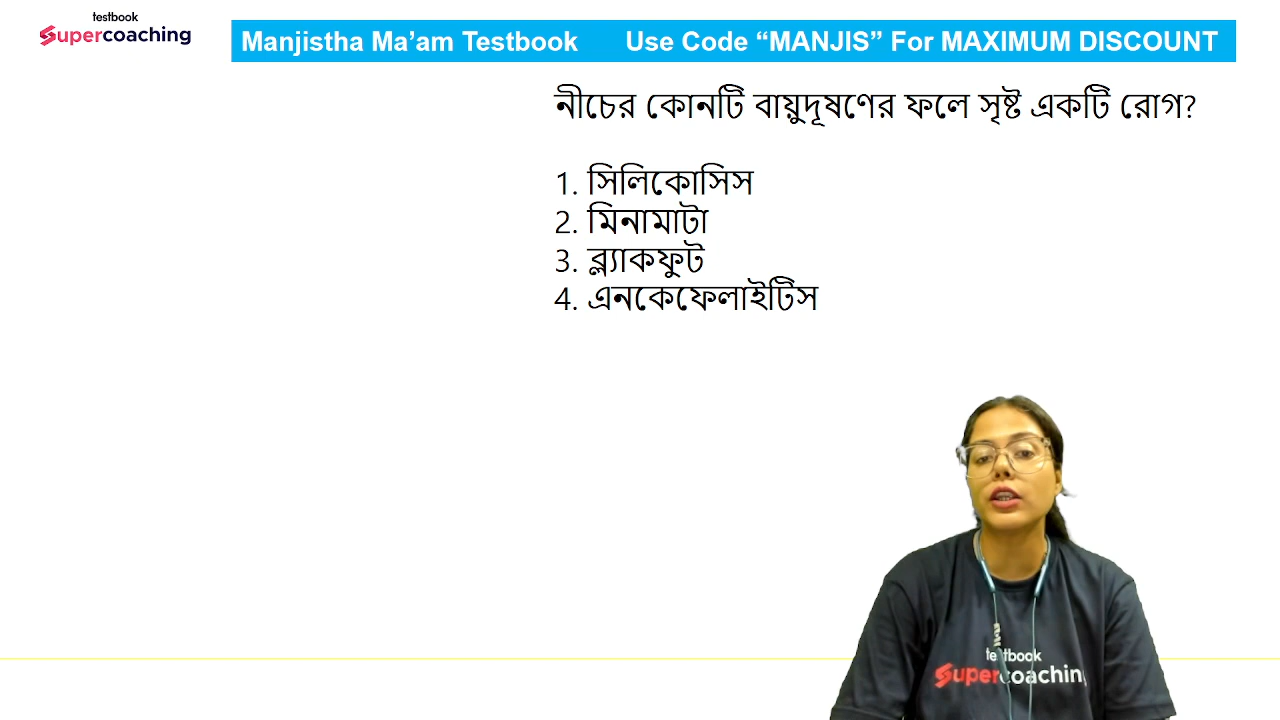 testbook
Supercoaching
Manjistha Ma’am Testbook Use Code “MANJIS” For MAXIMUM DISCOUNT
নীচের কোনটি বায়ুদূষণের ফলে সৃষ্ট একটি রোগ?
1. সিলিকোসিস
2. মিনামাটা
3. ব্ল্যাকফুট
4. এনকেফেলাইটিস
testbook
Supercoaching